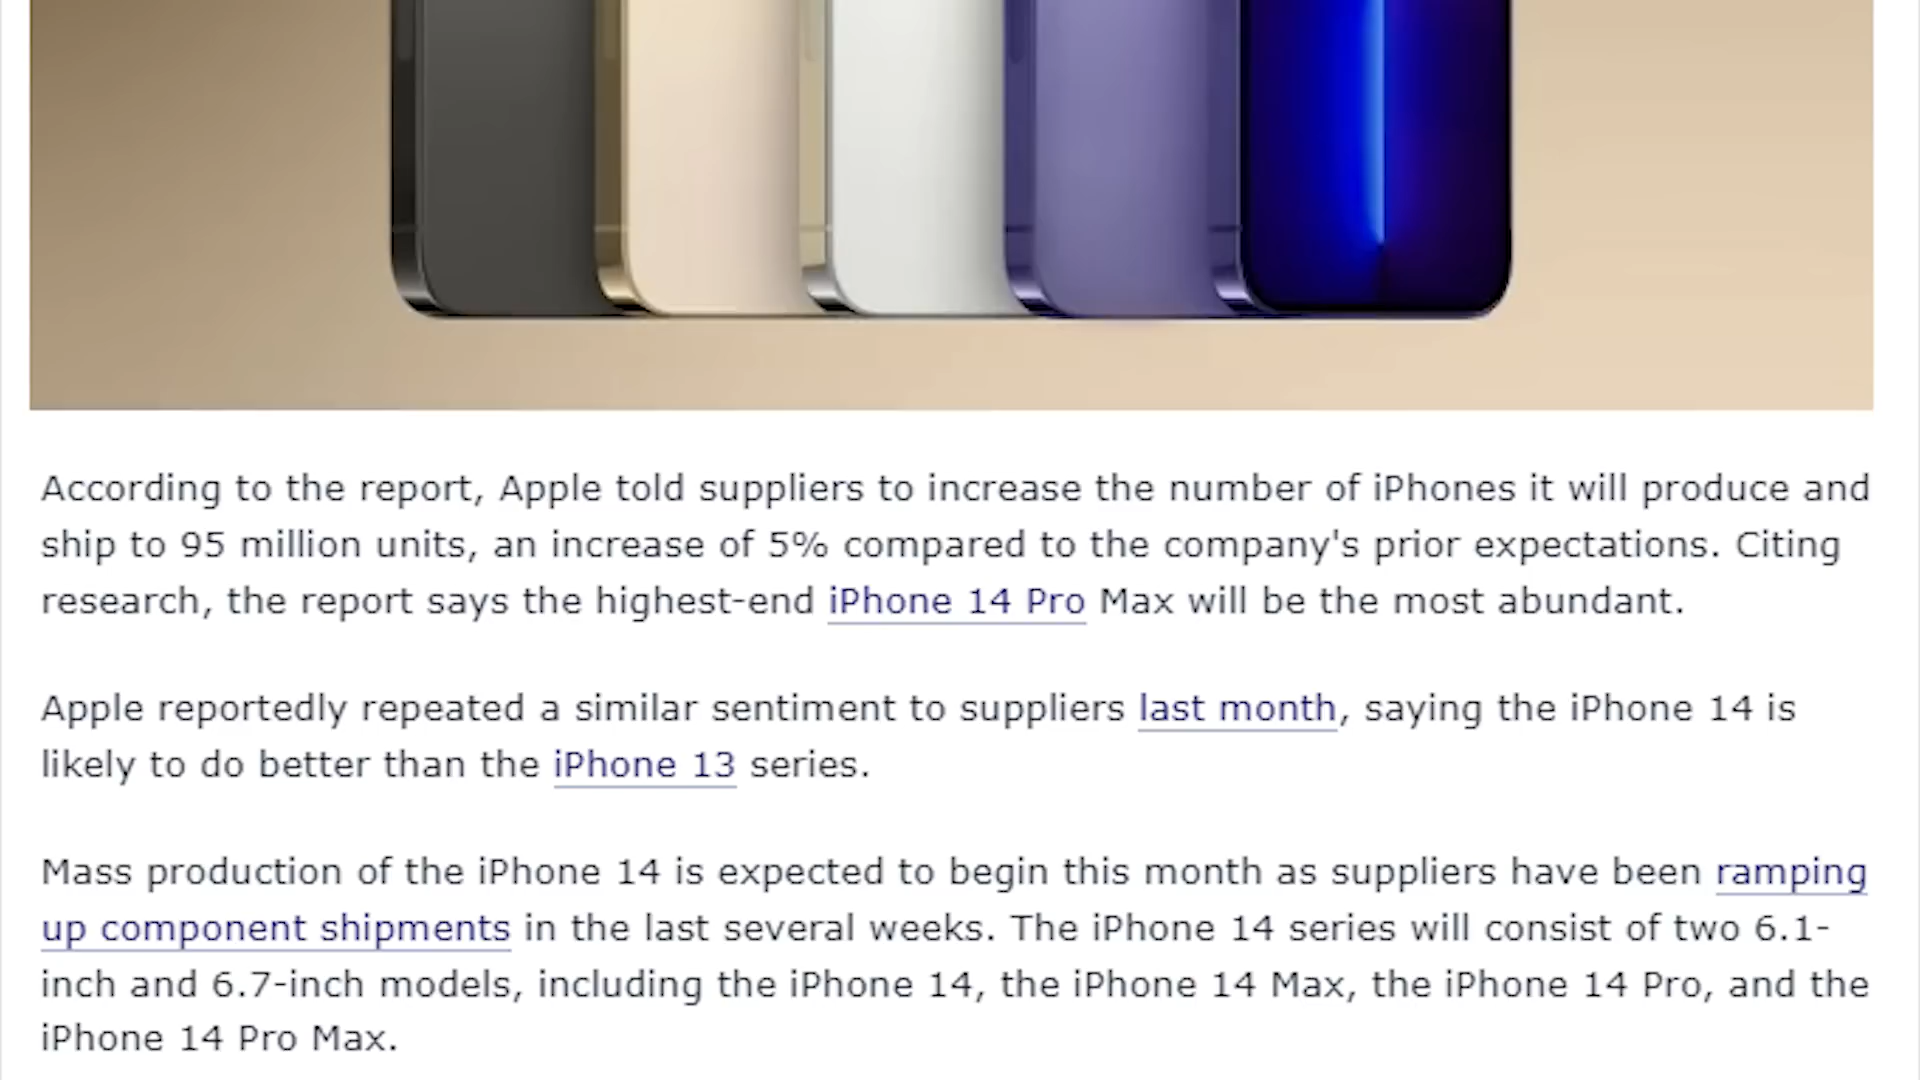 According to the report, Apple told suppliers to increase the number of iPhones it will produce and
ship to 95 million units, an increase of 5% compared to the company's prior expectations. Citing
research, the report says the highest-end iPhone 14 Pro Max will be the most abundant.
Apple reportedly repeated a similar sentiment to suppliers last month, saying the iPhone 14 is
likely to do better than the iPhone 13 series.
Mass production of the iPhone 14 is expected to begin this month as suppliers have been ramping
up component shipments in the last several weeks. The iPhone 14 series will consist of two 6.1-
inch and 6.7-inch models, including the iPhone 14, the iPhone 14 Max, the iPhone 14 Pro, and the
iPhone 14 Pro Max.